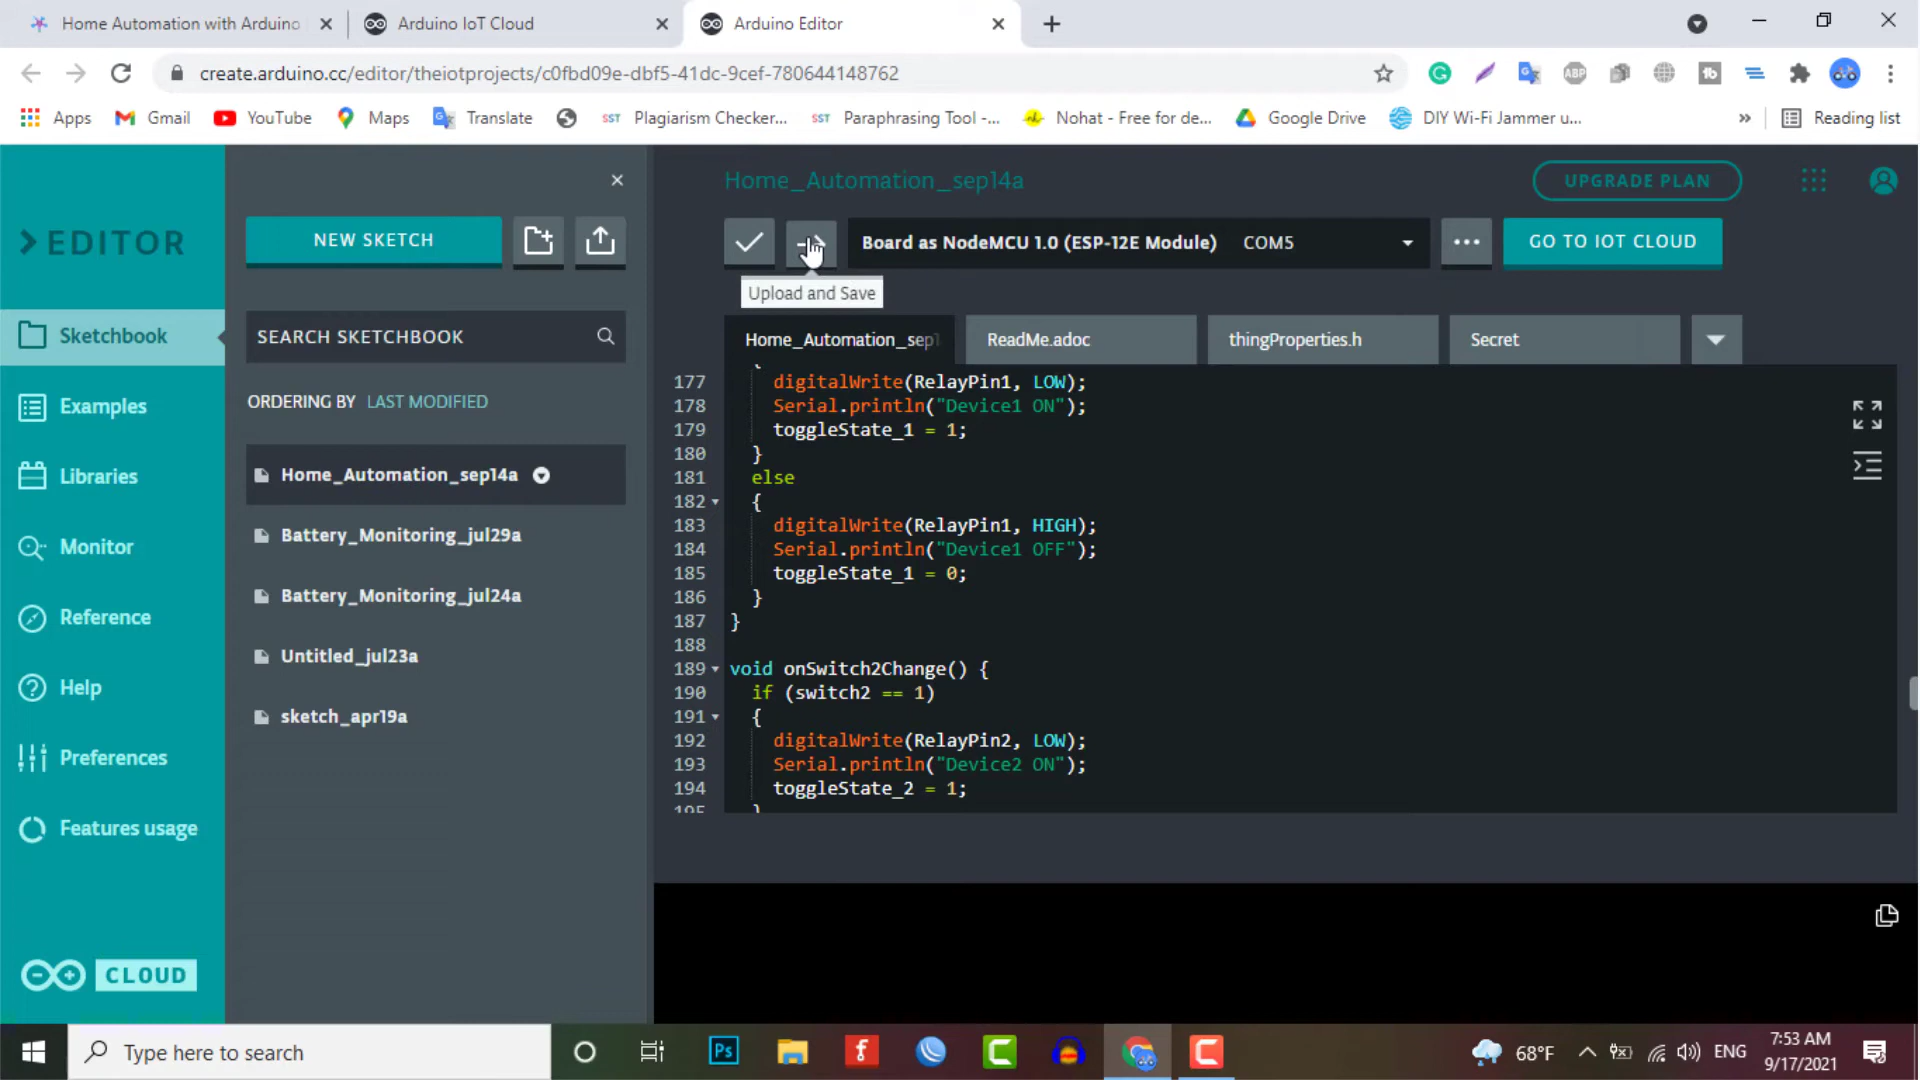 Home Automation with Arduino
Arduino IoT Cloud
Arduino Editor
create.arduino.cc/editor/theiotprojects/c0fbd09e-dbf5-41dc-9cef-780644148762
Apps
Gmail
YouTube
Maps
Translate
SST Plagiarism Checker...
SST Paraphrasing Tool -...
Nohat - Free for de...
Google Drive
DIY Wi-Fi Jammer u...
»
Reading list
ABP
EDITOR
Sketchbook
Examples
Libraries
Monitor
Reference
Help
Preferences
Features usage
CLOUD
NEW SKETCH
SEARCH SKETCHBOOK
ORDERING BY LAST MODIFIED
Home_Automation_sep14a
Battery_Monitoring_jul29a
Battery_Monitoring_jul24a
Untitled_jul23a
sketch_apr19a
Home_Automation_sep14a
UPGRADE PLAN
Board as NodeMCU 1.0 (ESP-12E Module) COM5
GO TO IOT CLOUD
Upload and Save
Home_Automation_sep1
ReadMe.adoc
thingProperties.h
Secret
{
177 digitalWrite(RelayPin1, LOW);
178 Serial.println("Device1 ON");
179 toggleState_1 = 1;
180 }
181 else
182 {
183 digitalWrite(RelayPin1, HIGH);
184 Serial.println("Device1 OFF");
185 toggleState_1 = 0;
186 }
187 }
188
189 void onSwitch2Change() {
190 if (switch2 == 1)
191 {
192 digitalWrite(RelayPin2, LOW);
193 Serial.println("Device2 ON");
194 toggleState_2 = 1;
195 }
Type here to search
Ps
68°F
ENG
7:53 AM
9/17/2021